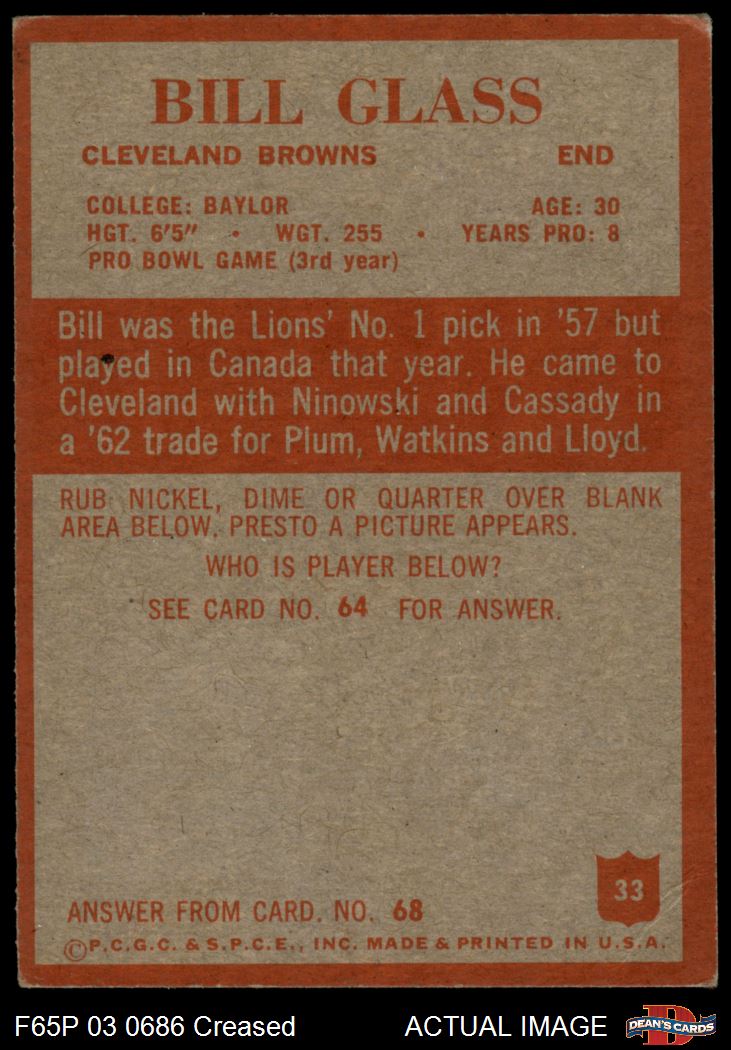 BILL GLASS
CLEVELAND BROWNS END
COLLEGE: BAYLOR AGE: 30
HGT. 6'5" • WGT. 255 • YEARS PRO: 8
PRO BOWL GAME (3rd year)
Bill was the Lions' No. 1 pick in '57 but
played in Canada that year. He came to
Cleveland with Ninowski and Cassady in
a '62 trade for Plum, Watkins and Lloyd.
RUB NICKEL, DIME OR QUARTER OVER BLANK
AREA BELOW. PRESTO A PICTURE APPEARS.
WHO IS PLAYER BELOW?
SEE CARD NO. 64 FOR ANSWER.
33
ANSWER FROM CARD. NO. 68
©P.C.G.C. & S.P.C.E., INC. MADE & PRINTED IN U.S.A.
F65P 03 0686 Creased ACTUAL IMAGE
D
DEAN'S CARDS